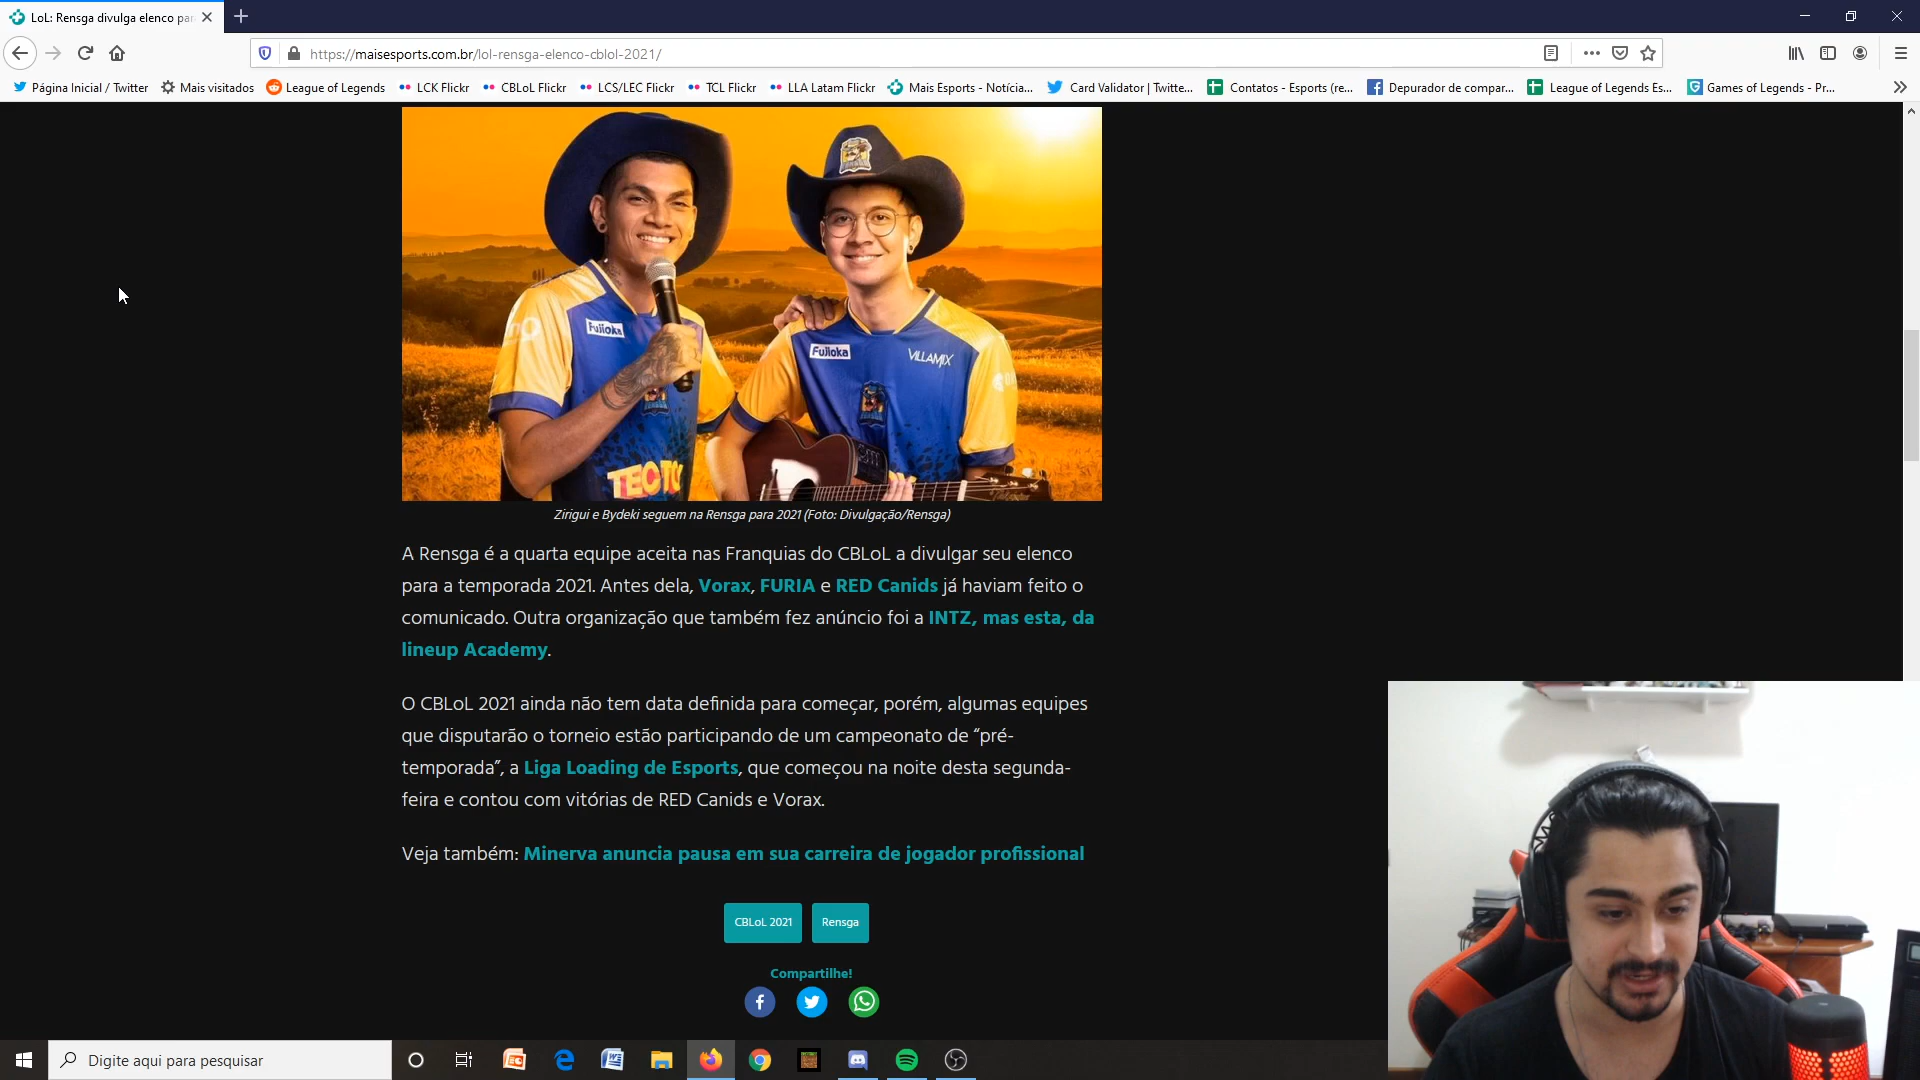 LoL: Rensga divulga elenco par
https://maisesports.com.br/lol-rensga-elenco-cblol-2021/
Página Inicial / Twitter
Mais visitados
League of Legends
LCK Flickr
CBLoL Flickr
LCS/LEC Flickr
TCL Flickr
LLA Latam Flickr
Mais Esports - Notícia...
Card Validator | Twitte...
Contatos - Esports (re...
Depurador de compar...
League of Legends Es...
Games of Legends - Pr...
Fujioka
Fujioka
VILLAMIX
Zirigui e Bydeki seguem na Rensga para 2021 (Foto: Divulgação/Rensga)
A Rensga é a quarta equipe aceita nas Franquias do CBLoL a divulgar seu elenco
para a temporada 2021. Antes dela, Vorax, FURIA e RED Canids já haviam feito o
comunicado. Outra organização que também fez anúncio foi a INTZ, mas esta, da
lineup Academy.
O CBLoL 2021 ainda não tem data definida para começar, porém, algumas equipes
que disputarão o torneio estão participando de um campeonato de “pré-
temporada”, a Liga Loading de Esports, que começou na noite desta segunda-
feira e contou com vitórias de RED Canids e Vorax.
Veja também: Minerva anuncia pausa em sua carreira de jogador profissional
CBLoL 2021
Rensga
Compartilhe!
Digite aqui para pesquisar